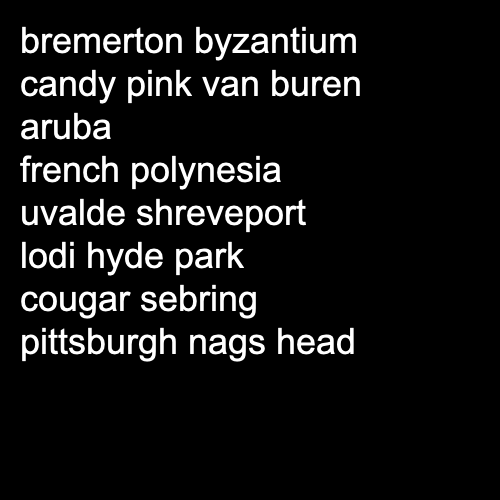 bremerton byzantium
candy pink van buren
aruba
french polynesia
uvalde shreveport
lodi hyde park
cougar sebring
pittsburgh nags head